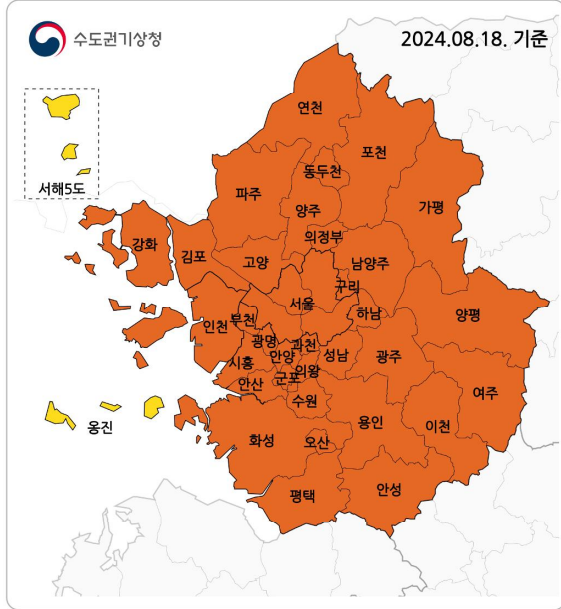 수도권기상청
2024.08.18. 기준
서해5도
연천
포천
동두천
파주
가평
양주
의정부
강화
김포
고양
남양주
구리
서울
인천
부천
하남
양평
광명
과천
시흥
안양
성남
광주
의왕
안산
군포
여주
수원
옹진
용인
이천
화성
오산
평택
안성